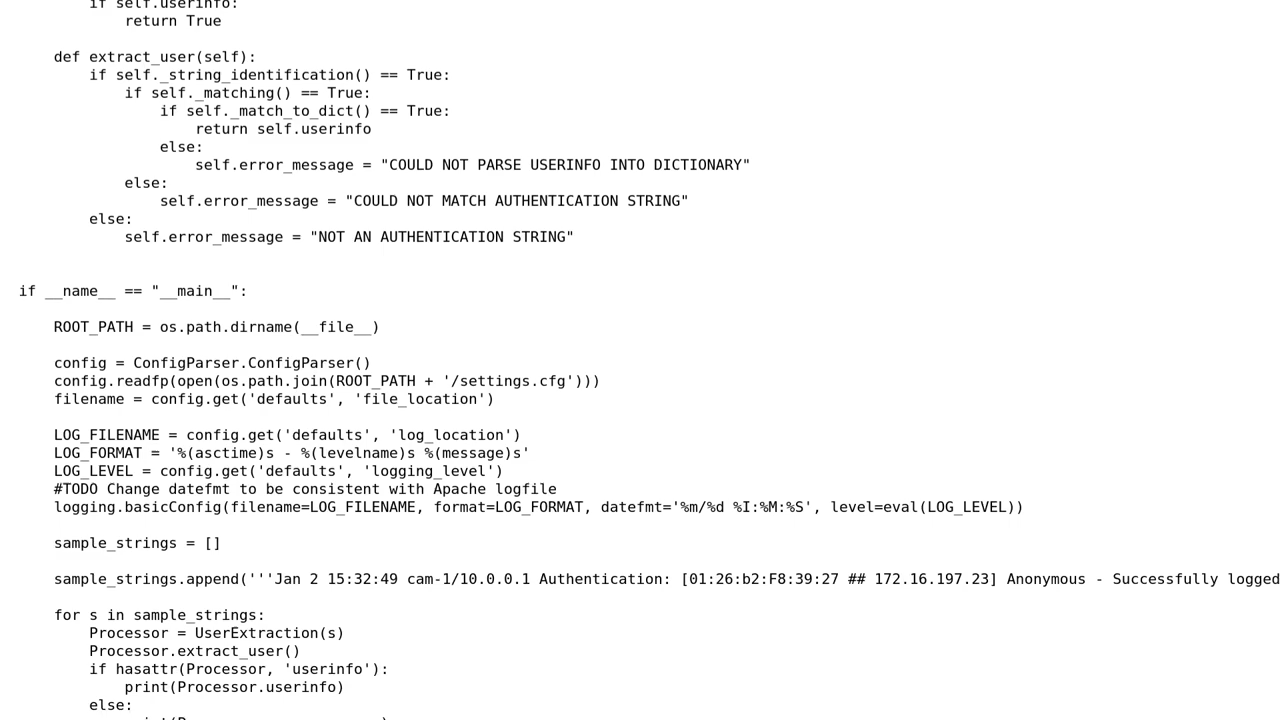 if self.userinfo:
return True
def extract_user(self):
if self._string_identification() == True:
if self._matching() == True:
if self._match_to_dict() == True:
return self.userinfo
else:
self.error_message = "COULD NOT PARSE USERINFO INTO DICTIONARY"
else:
self.error_message = "COULD NOT MATCH AUTHENTICATION STRING"
else:
self.error_message = "NOT AN AUTHENTICATION STRING"
if __name__ == "__main__":
ROOT_PATH = os.path.dirname(__file__)
config = ConfigParser.ConfigParser()
config.readfp(open(os.path.join(ROOT_PATH + '/settings.cfg')))
filename = config.get('defaults', 'file_location')
LOG_FILENAME = config.get('defaults', 'log_location')
LOG_FORMAT = '%(asctime)s - %(levelname)s %(message)s'
LOG_LEVEL = config.get('defaults', 'logging_level')
#TODO Change datefmt to be consistent with Apache logfile
logging.basicConfig(filename=LOG_FILENAME, format=LOG_FORMAT, datefmt='%m/%d %I:%M:%S', level=eval(LOG_LEVEL))
sample_strings = []
sample_strings.append('''Jan 2 15:32:49 cam-1/10.0.0.1 Authentication: [01:26:b2:F8:39:27 ## 172.16.197.23] Anonymous - Successfully logged
for s in sample_strings:
Processor = UserExtraction(s)
Processor.extract_user()
if hasattr(Processor, 'userinfo'):
print(Processor.userinfo)
else: